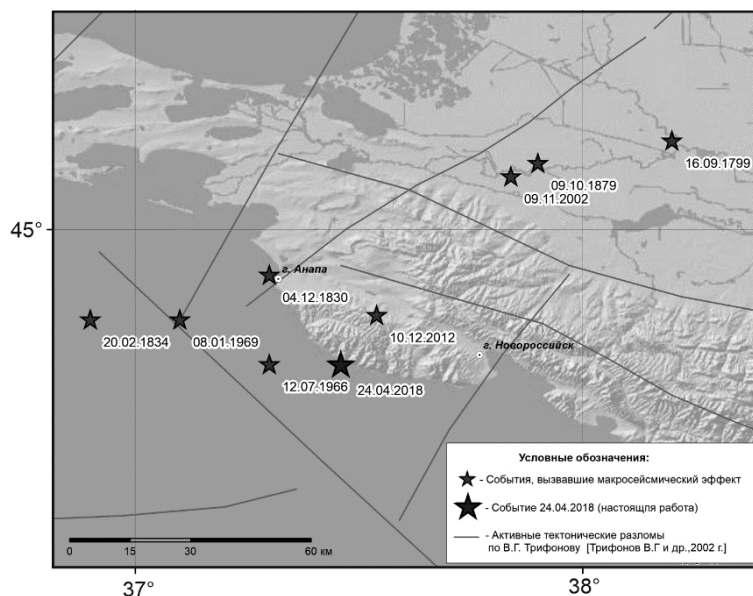 16.09.1799
09.10.1879
09.11.2002
45°
г. Анапа
04.12.1830
20.02.1834
08.01.1969
10.12.2012
г. Новороссийск
12.07.1966
24.04.2018
Условные обозначения:
- События, вызвавшие макросейсмический эффект
- Событие 24.04.2018 (настоящпя работа)
- Активные тектонические разломы
по В.Г. Трифонову [Трифонов В.Г и др.,2002 г.]
0 15 30 60 км
37°
38°